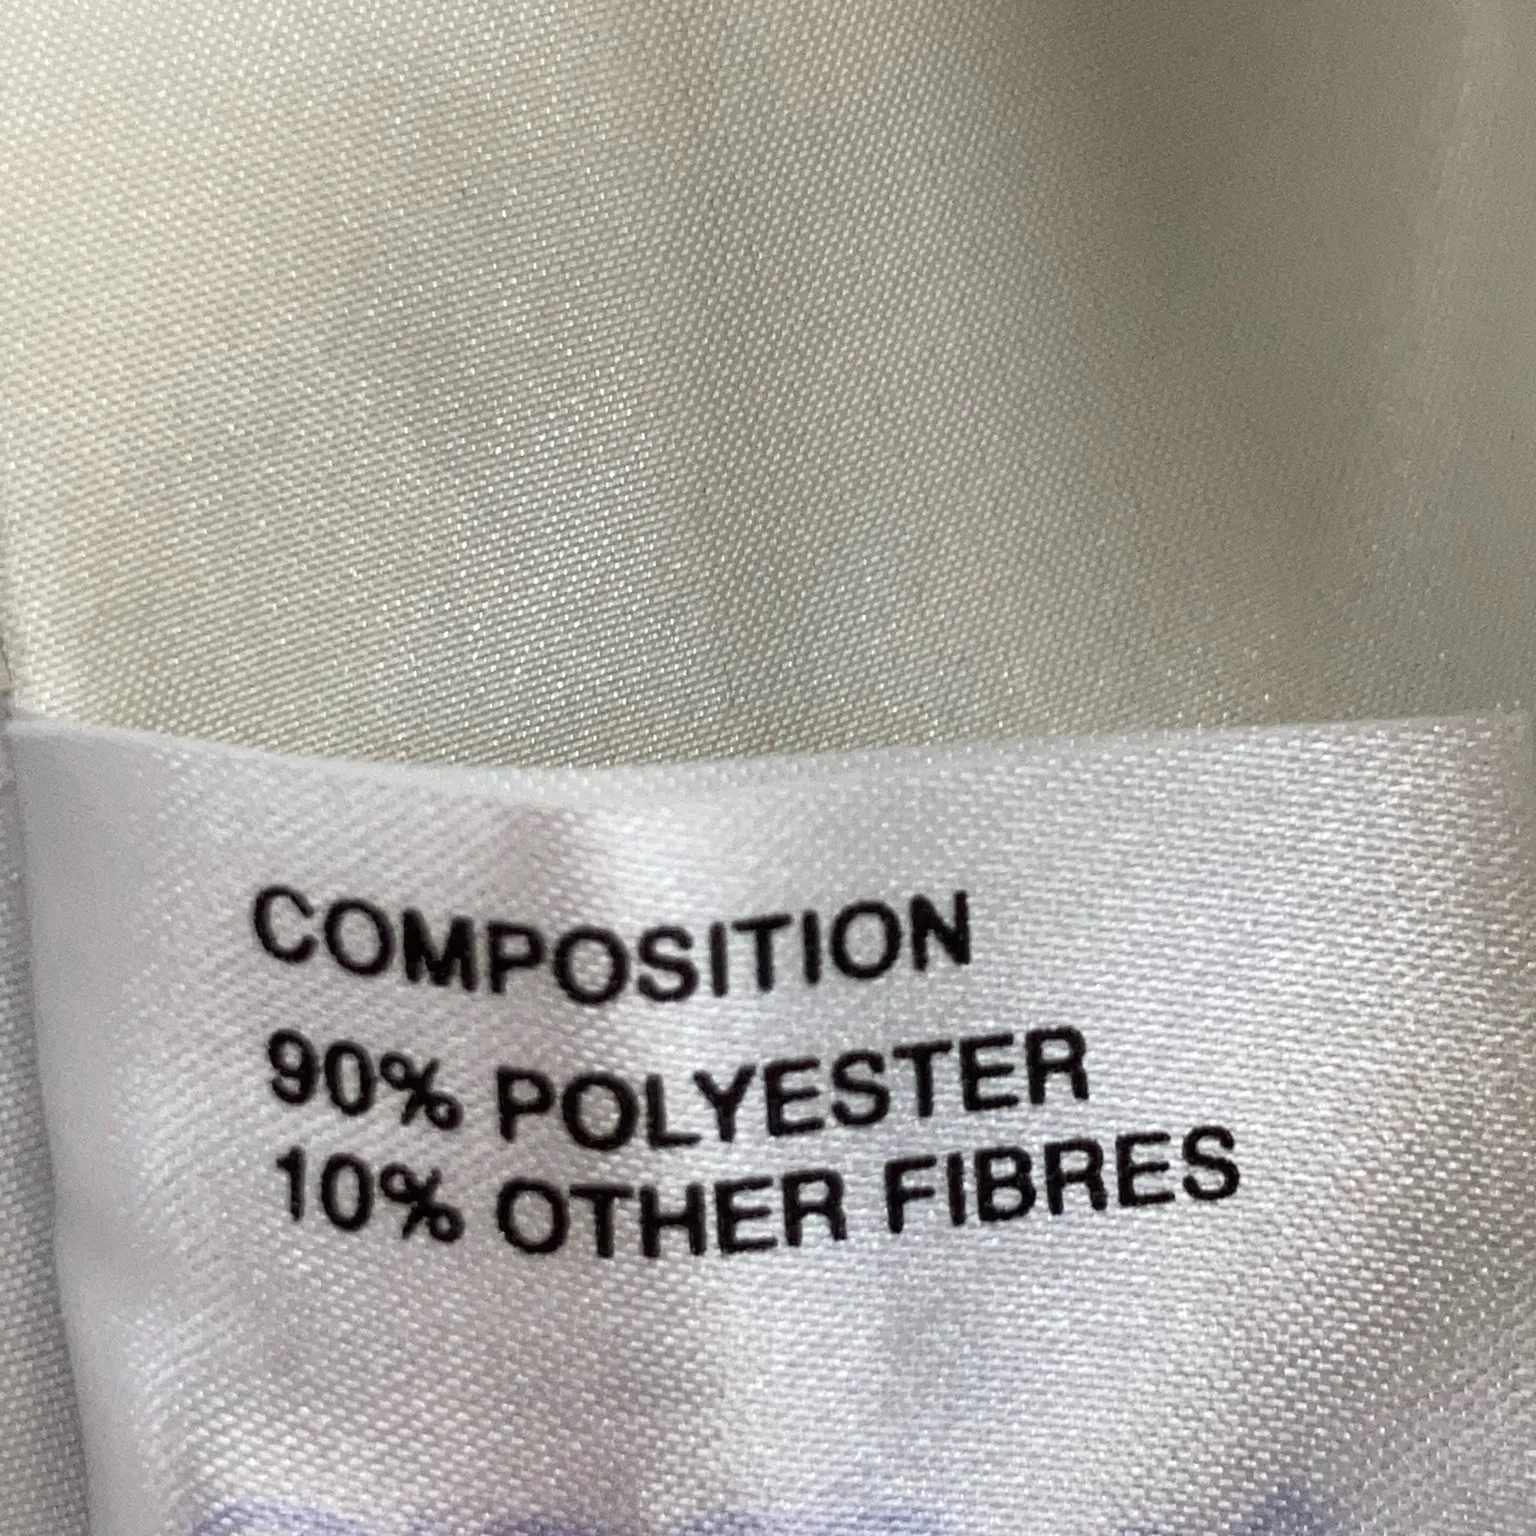 COMPOSITION
90% POLYESTER
10% OTHER FIBRES